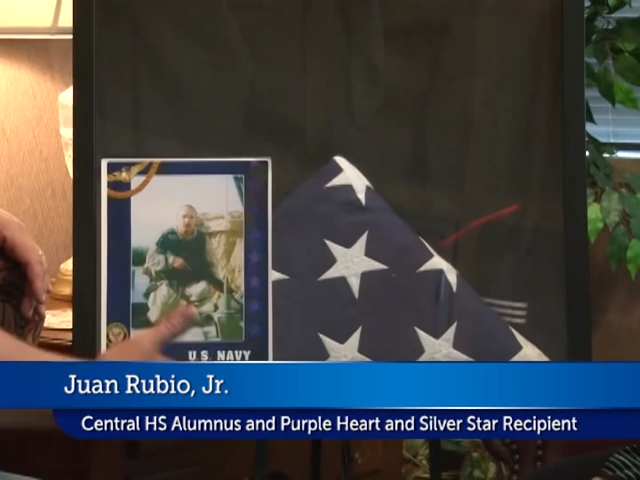 U.S. NAVY
Juan Rubio, Jr.
Central HS Alumnus and Purple Heart and Silver Star Recipient